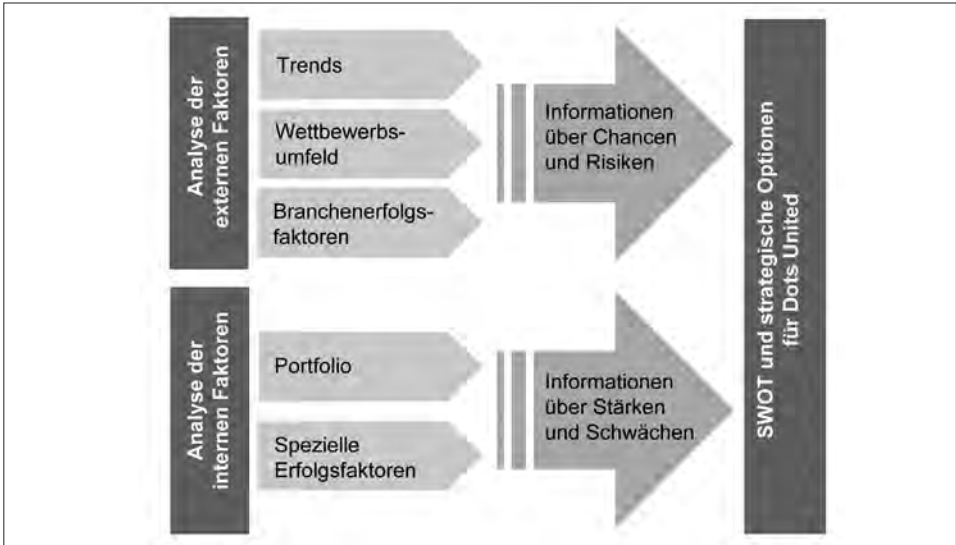 Analyse der
externen Faktoren
Trends
Wettbewerbs-
umfeld
Branchenerfolgs-
faktoren
Informationen
über Chancen
und Risiken
Analyse der
internen Faktoren
Portfolio
Spezielle
Erfolgsfaktoren
Informationen
über Stärken
und Schwächen
SWOT und strategische Optionen
für Dots United